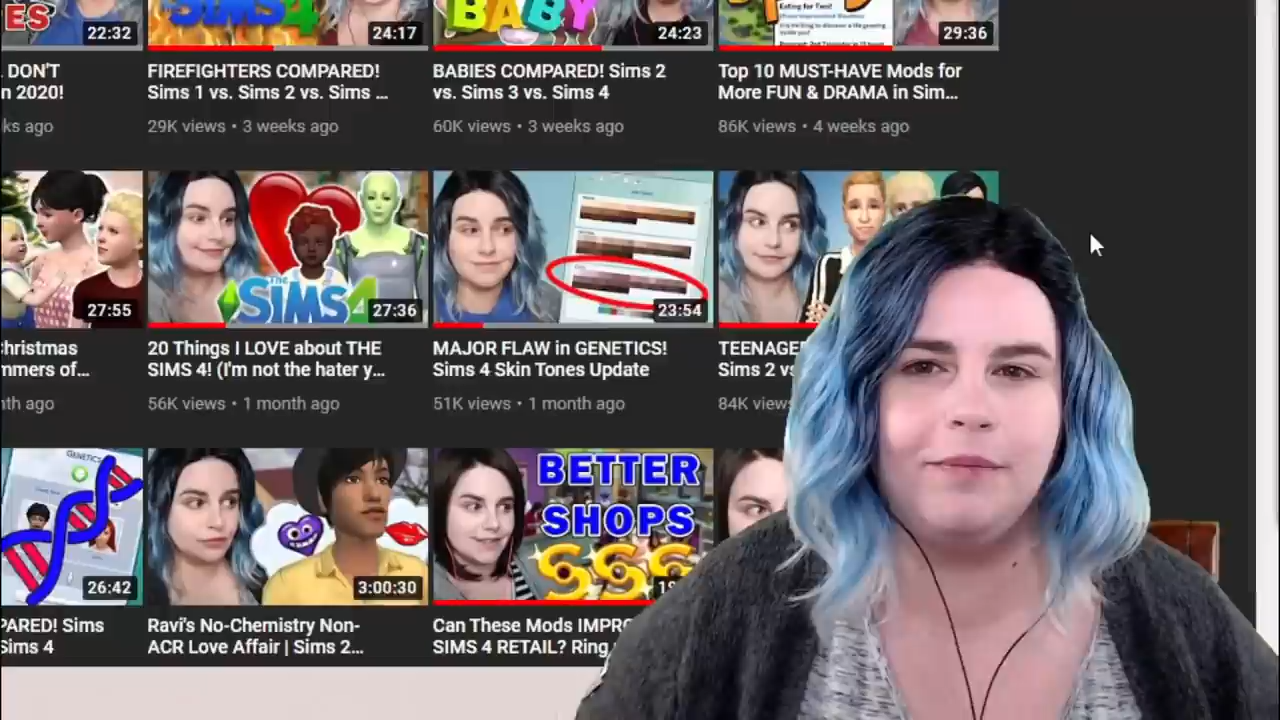 ES
22:32
SIMS4
24:17
BABY
24:23
Eating for Two!
29:36
DON'T
n 2020!
ks ago
FIREFIGHTERS COMPARED!
Sims 1 vs. Sims 2 vs. Sims ...
29K views • 3 weeks ago
BABIES COMPARED! Sims 2
vs. Sims 3 vs. Sims 4
60K views • 3 weeks ago
Top 10 MUST-HAVE Mods for
More FUN & DRAMA in Sim...
86K views • 4 weeks ago
27:55
The
SIMS4
27:36
23:54
hristmas
mmers of...
nth ago
20 Things I LOVE about THE
SIMS 4! (I'm not the hater y...
56K views • 1 month ago
MAJOR FLAW in GENETICS!
Sims 4 Skin Tones Update
51K views • 1 month ago
TEENAGE
Sims 2 vs
84K views
GENETICS
26:42
3:00:30
BETTER
SHOPS
$$$
PARED! Sims
Sims 4
Ravi's No-Chemistry Non-
ACR Love Affair | Sims 2...
Can These Mods IMPRO
SIMS 4 RETAIL? Ring